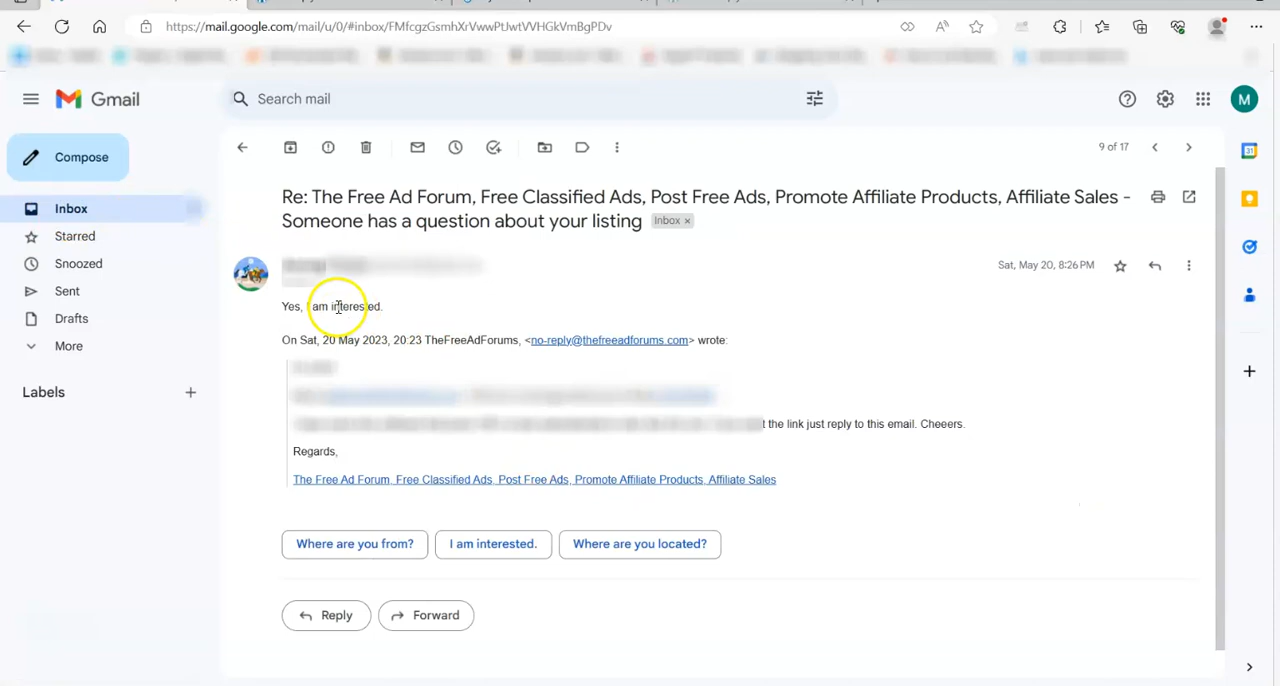 https://mail.google.com/mail/u/0/#inbox/FMfcgzGsmhXrVwwPtJwtVVHGkVmBgPDv
Gmail
Search mail
M
Compose
9 of 17
Inbox
Starred
Snoozed
Sent
Drafts
More
Labels
Re: The Free Ad Forum, Free Classified Ads, Post Free Ads, Promote Affiliate Products, Affiliate Sales -
Someone has a question about your listing Inbox ×
Sat, May 20, 8:26 PM
Yes, I am interested.
On Sat, 20 May 2023, 20:23 TheFreeAdForums, <no-reply@thefreeadforums.com> wrote:
the link just reply to this email. Cheeers.
Regards,
The Free Ad Forum, Free Classified Ads, Post Free Ads, Promote Affiliate Products, Affiliate Sales
Where are you from? I am interested. Where are you located?
Reply Forward